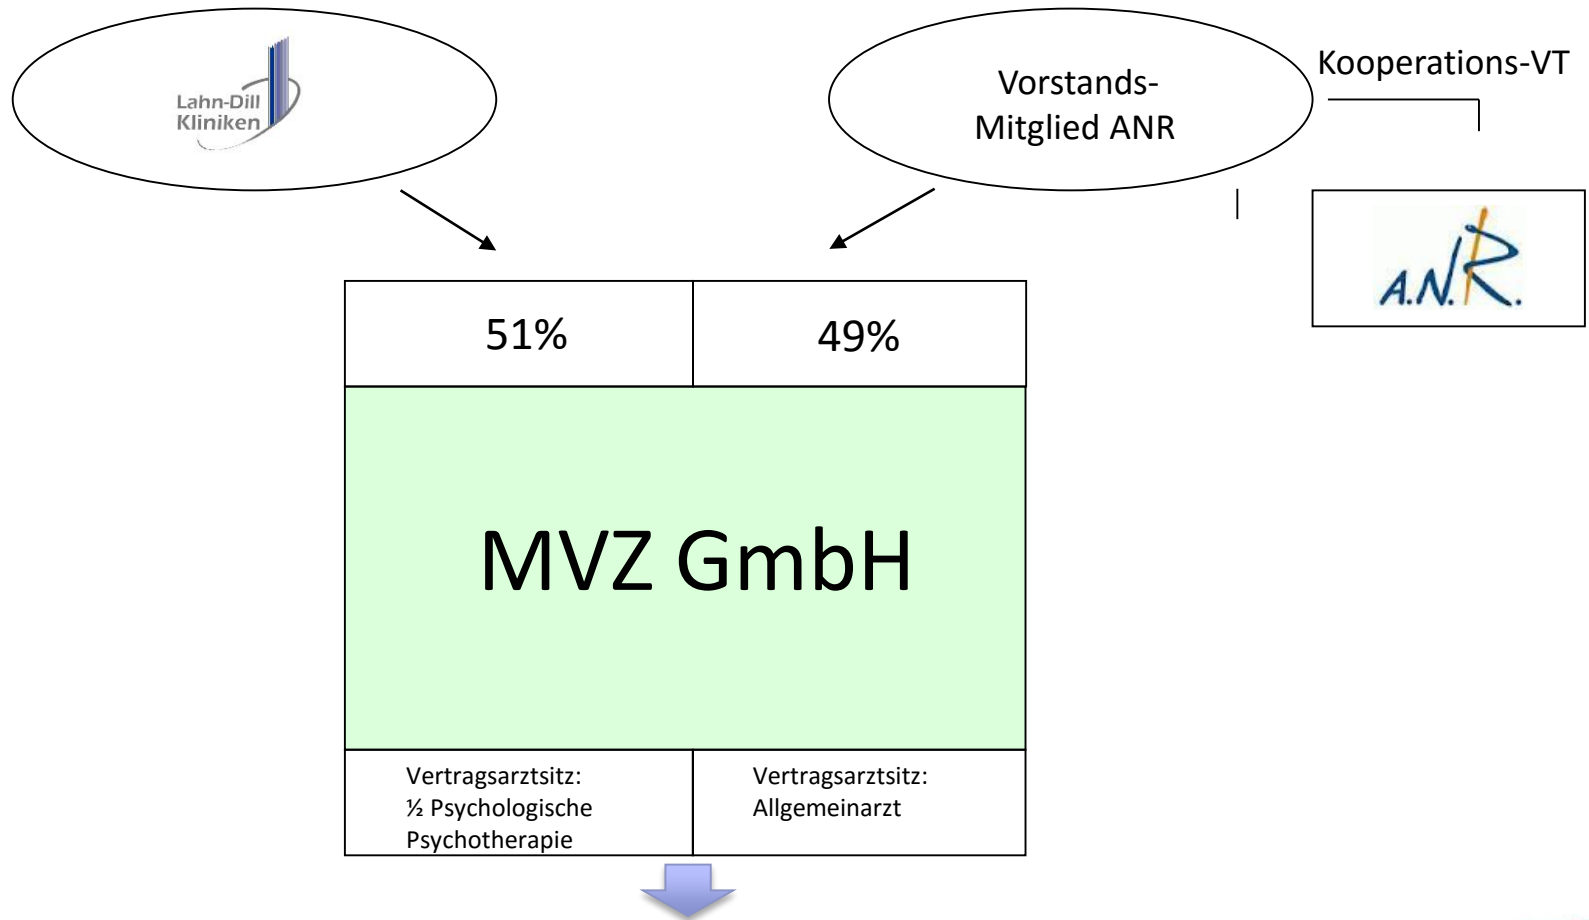 Lahn-Dill
Kliniken
Vorstands-
Mitglied ANR
Kooperations-VT
A.N.R.
51%
49%
MVZ GmbH
Vertragsarztsitz:
½ Psychologische
Psychotherapie
Vertragsarztsitz:
Allgemeinarzt